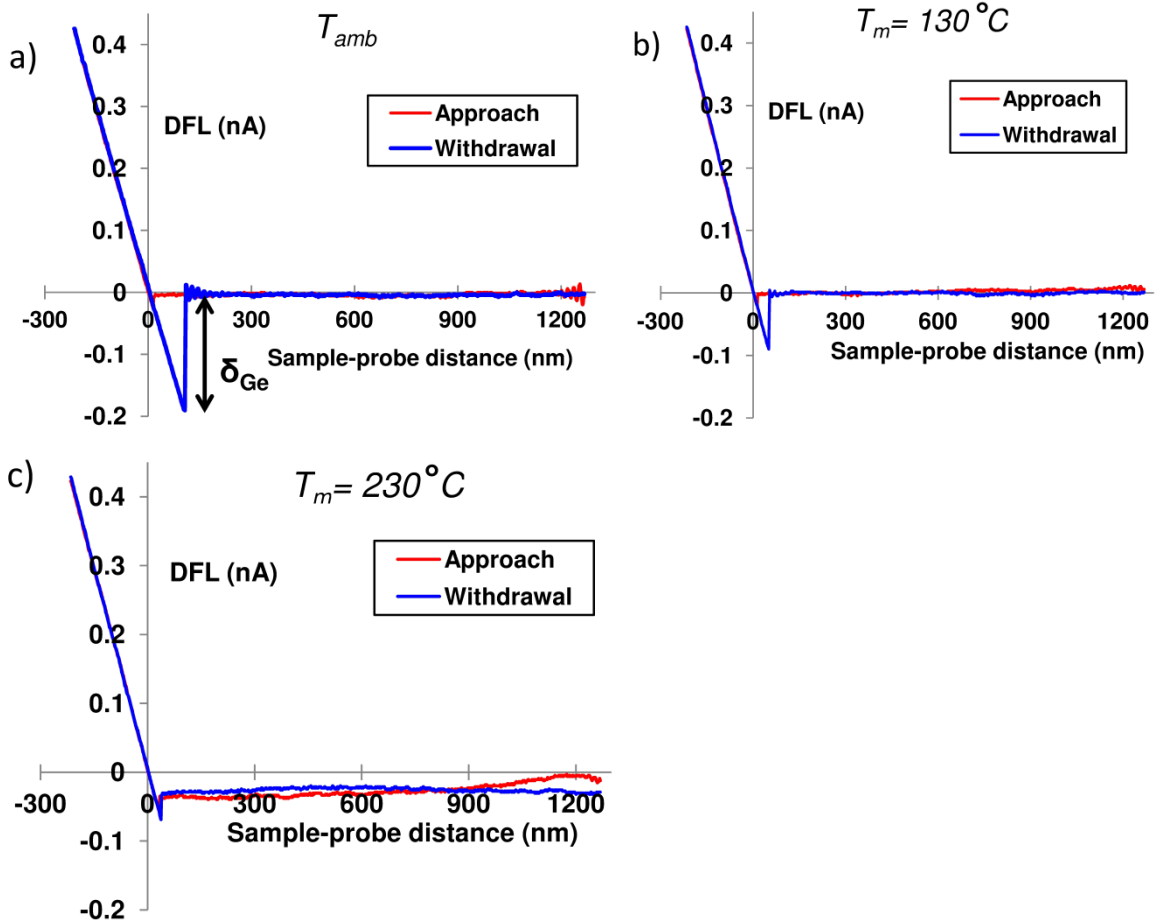 a)
T_amb
0.4
0.3
DFL (nA)
Approach
Withdrawal
0.2
0.1
0
-300
0
300
600
900
1200
-0.1
Sample-probe distance (nm)
δ_Ge
-0.2
b)
T_m= 130°C
0.4
0.3
DFL (nA)
Approach
Withdrawal
0.2
0.1
0
-300
0
300
600
900
1200
Sample-probe distance (nm)
-0.1
-0.2
c)
T_m= 230°C
0.4
0.3
DFL (nA)
Approach
Withdrawal
0.2
0.1
0
-300
0
300
600
900
1200
Sample-probe distance (nm)
-0.1
-0.2